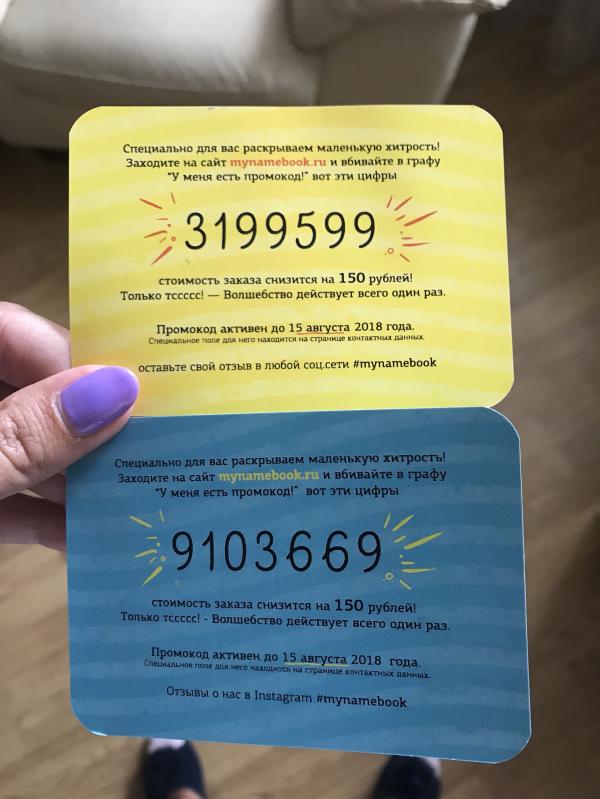 Специально для вас раскрываем маленькую хитрость!
Заходите на сайт mynamebook.ru и вбивайте в графу
"У меня есть промокод!" вот эти цифры
3199599
стоимость заказа снизится на 150 рублей!
Только тссссс! — Волшебство действует всего один раз.
Промокод активен до 15 августа 2018 года.
Специальное поле для него находится на странице контактных данных.
оставьте свой отзыв в любой соц.сети #mynamebook
Специально для вас раскрываем маленькую хитрость!
Заходите на сайт mynamebook.ru и вбивайте в графу
"У меня есть промокод!" вот эти цифры
9103669
стоимость заказа снизится на 150 рублей!
Только тссссс! - Волшебство действует всего один раз.
Промокод активен до 15 августа 2018 года.
Специальное поле для него находится на странице контактных данных.
Отзывы о нас в Instagram #mynamebook